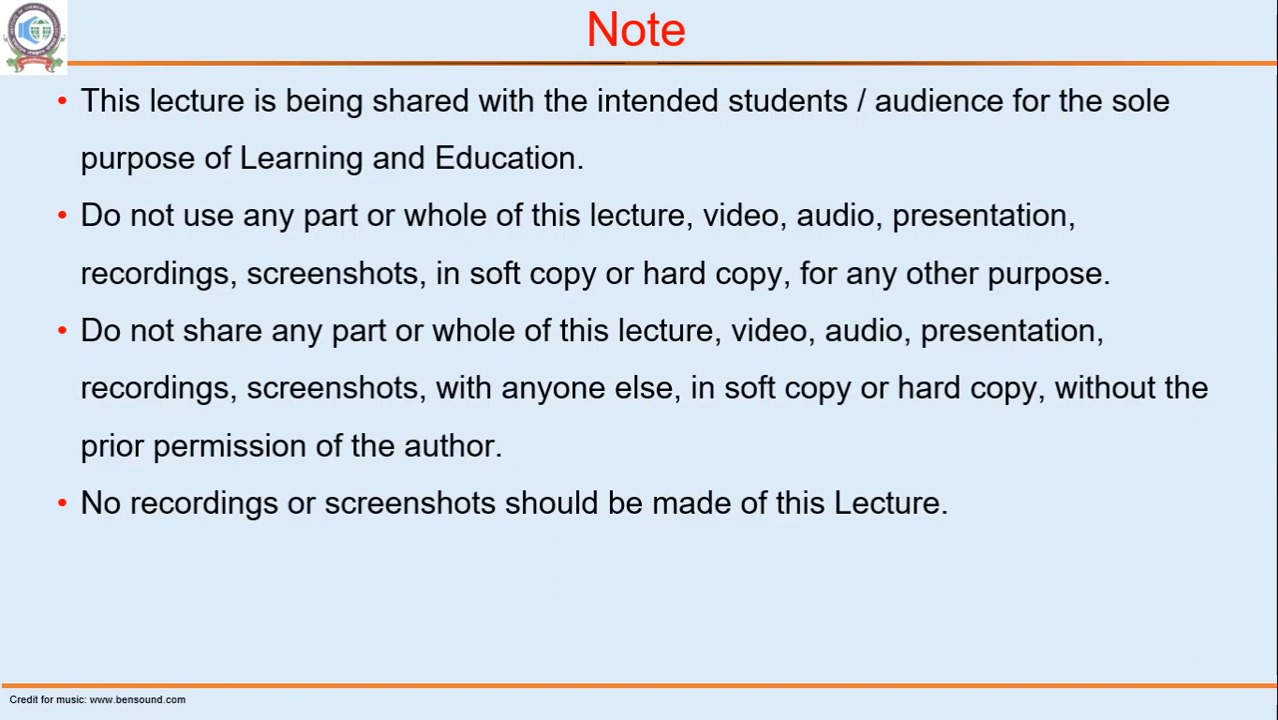 Note
• This lecture is being shared with the intended students / audience for the sole
purpose of Learning and Education.
• Do not use any part or whole of this lecture, video, audio, presentation,
recordings, screenshots, in soft copy or hard copy, for any other purpose.
• Do not share any part or whole of this lecture, video, audio, presentation,
recordings, screenshots, with anyone else, in soft copy or hard copy, without the
prior permission of the author.
• No recordings or screenshots should be made of this Lecture.
Credit for music: www.bensound.com